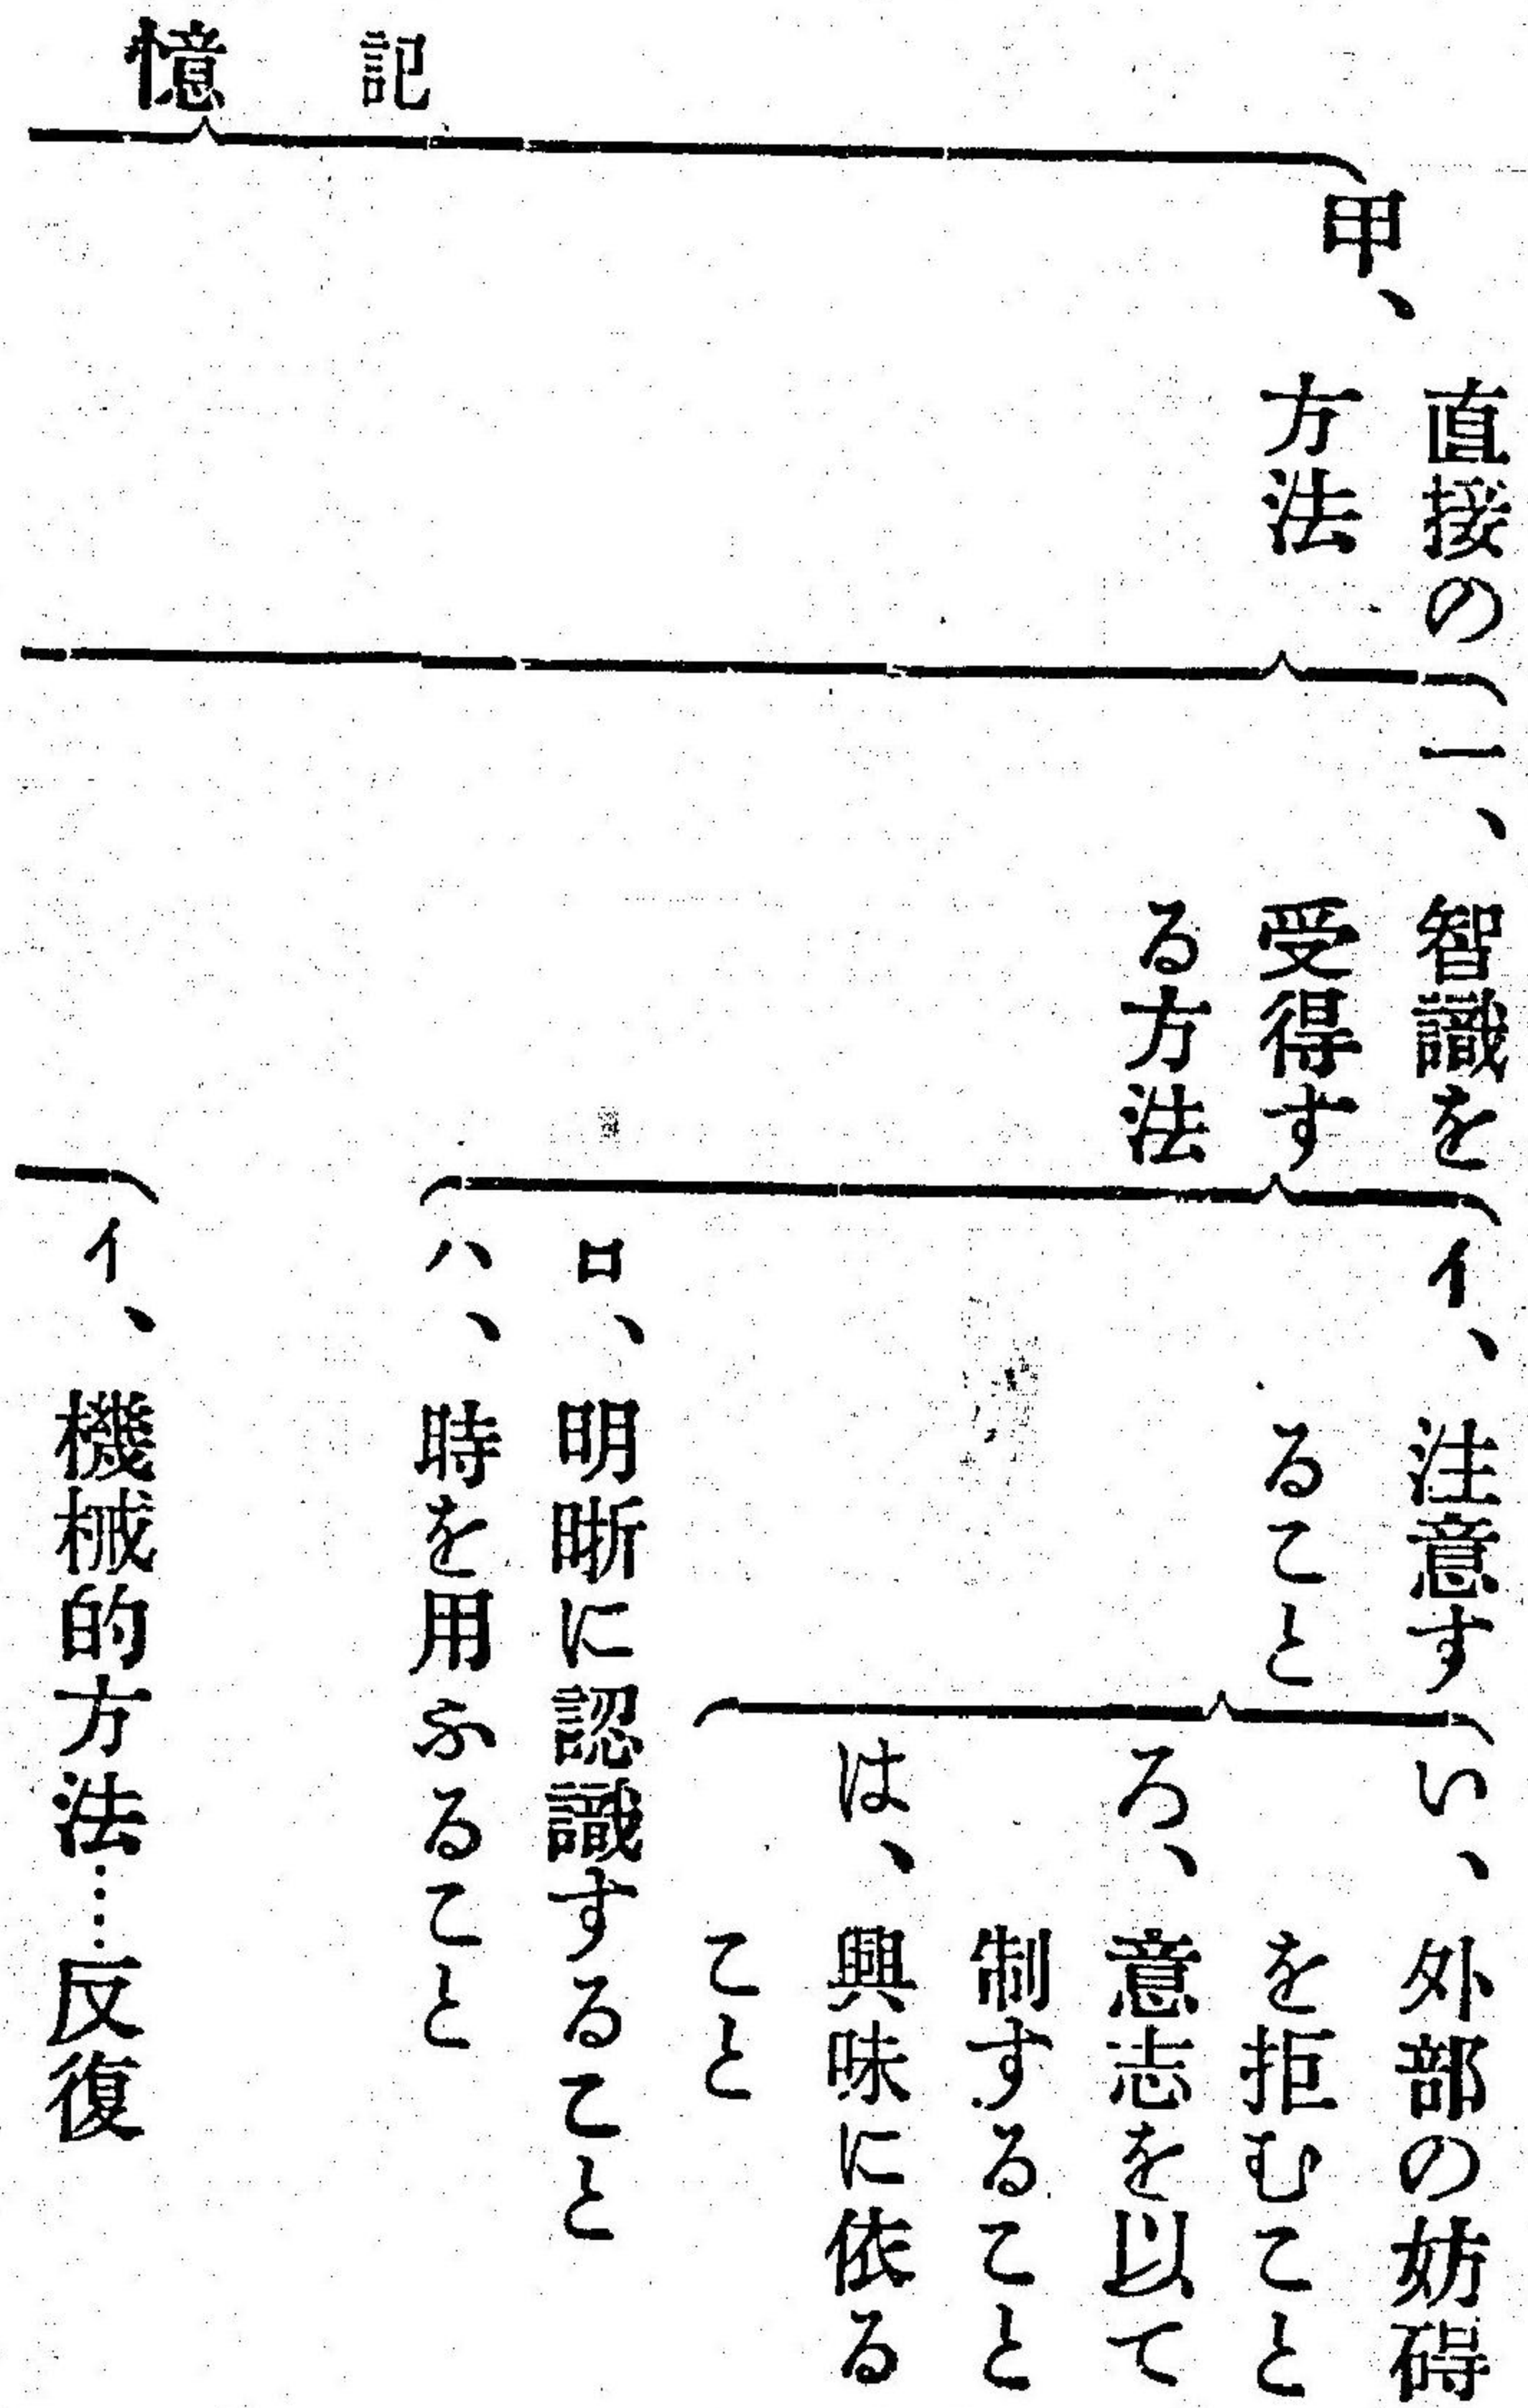 記憶
甲、
直接の
方法
一、
智識を
受得す
る方法
イ、
注意す
ること
い、外部の妨碍
を拒むこと
ろ、意志を以て
制すること
は、興味に依る
こと
ロ、明晰に認識すること
ハ、時を用ふること
イ、機械的方法……反復